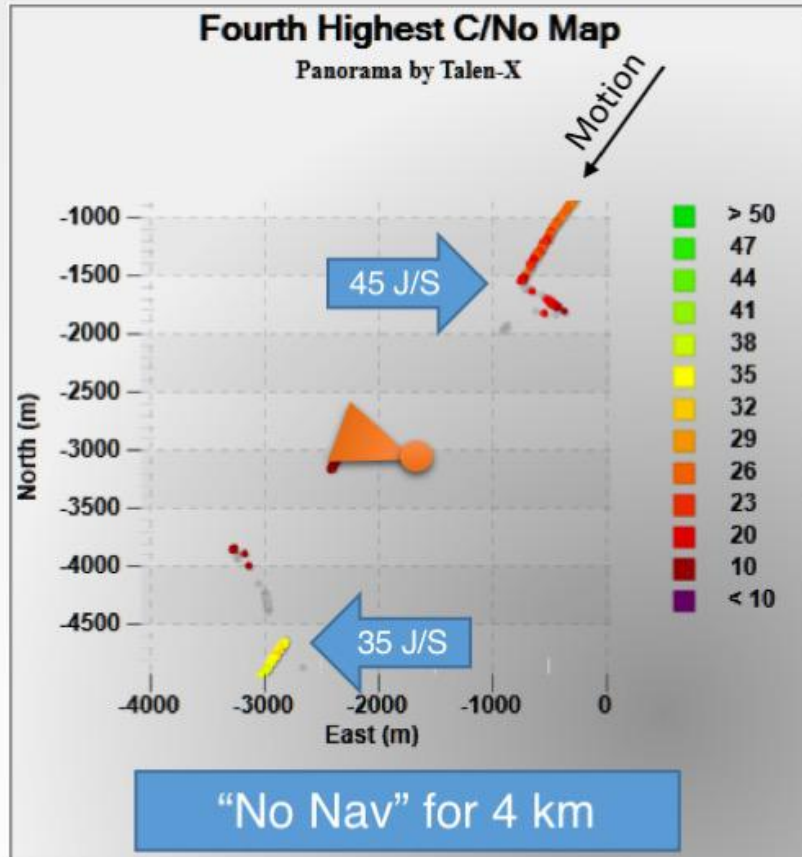 Fourth Highest C/No Map
Panorama by Talen-X
Motion
-1000
-1500
-2000
-2500
-3000
-3500
-4000
-4500
North (m)
45 J/S
35 J/S
> 50
47
44
41
38
35
32
29
26
23
20
10
< 10
-4000 -3000 -2000 -1000 0
East (m)
“No Nav” for 4 km